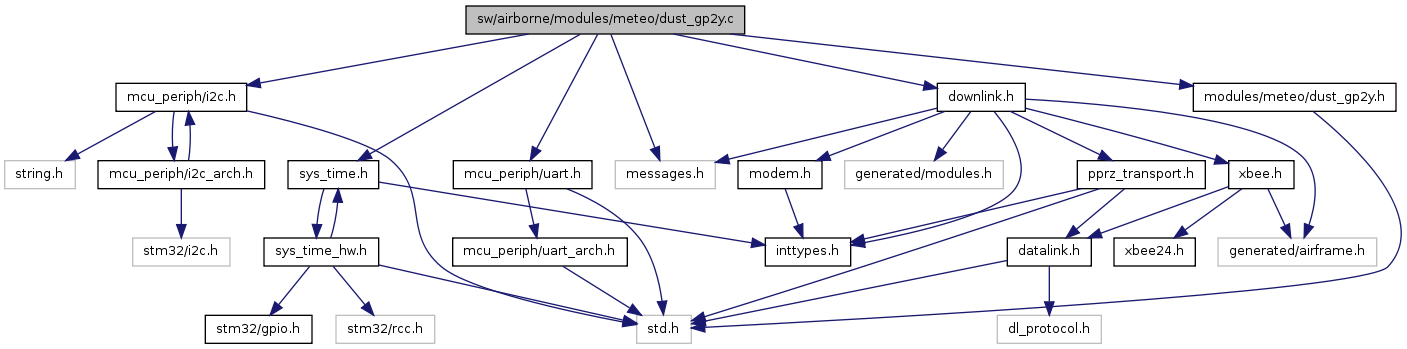 sw/airborne/modules/meteo/dust_gp2y.c
mcu_periph/i2c.h
downlink.h
modules/meteo/dust_gp2y.h
string.h
mcu_periph/i2c_arch.h
sys_time.h
mcu_periph/uart.h
messages.h
modem.h
generated/modules.h
pprz_transport.h
xbee.h
stm32/i2c.h
sys_time_hw.h
mcu_periph/uart_arch.h
inttypes.h
datalink.h
xbee24.h
generated/airframe.h
stm32/gpio.h
stm32/rcc.h
std.h
dl_protocol.h